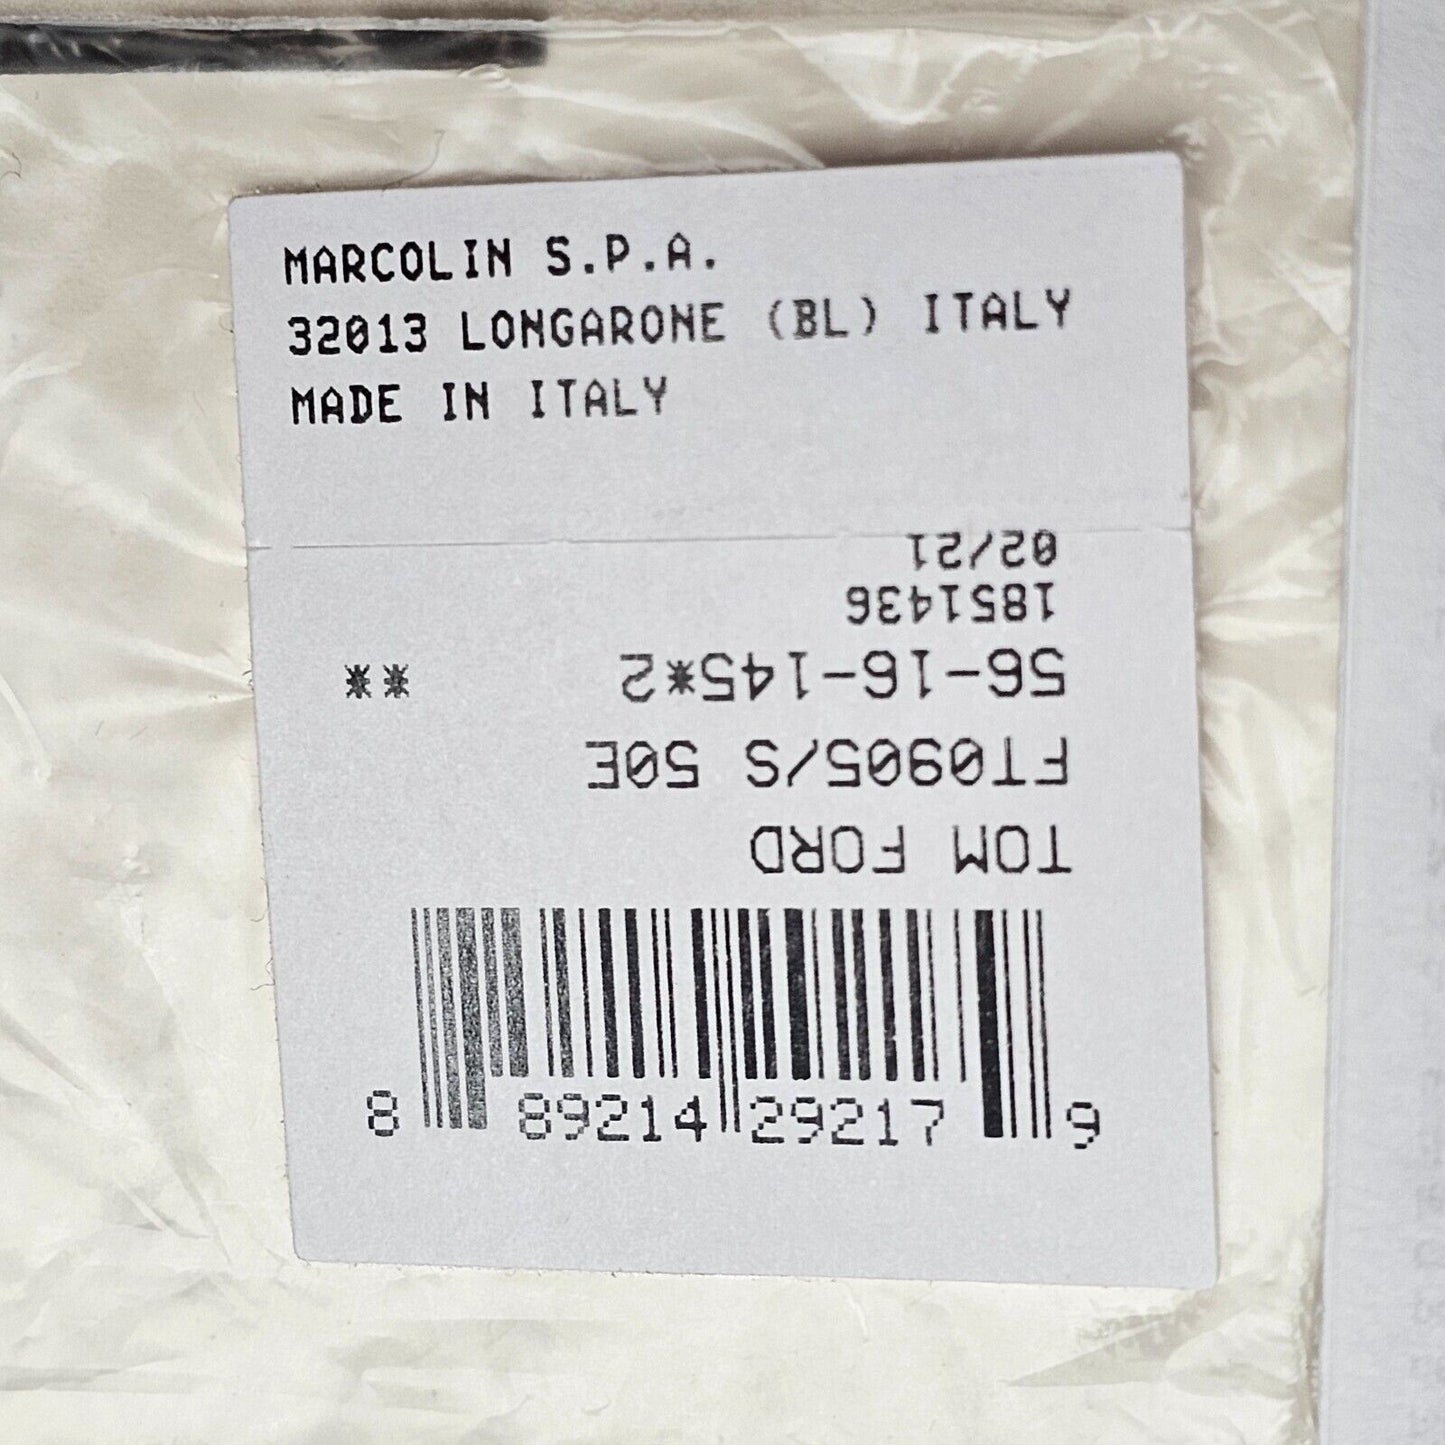 MARCOLIN S.P.A.
32013 LONGARONE (BL) ITALY
MADE IN ITALY
8 89214 29217 9
TOM FORD
FT0905/S 50E
56-16-145*2 **
1851436
02/21